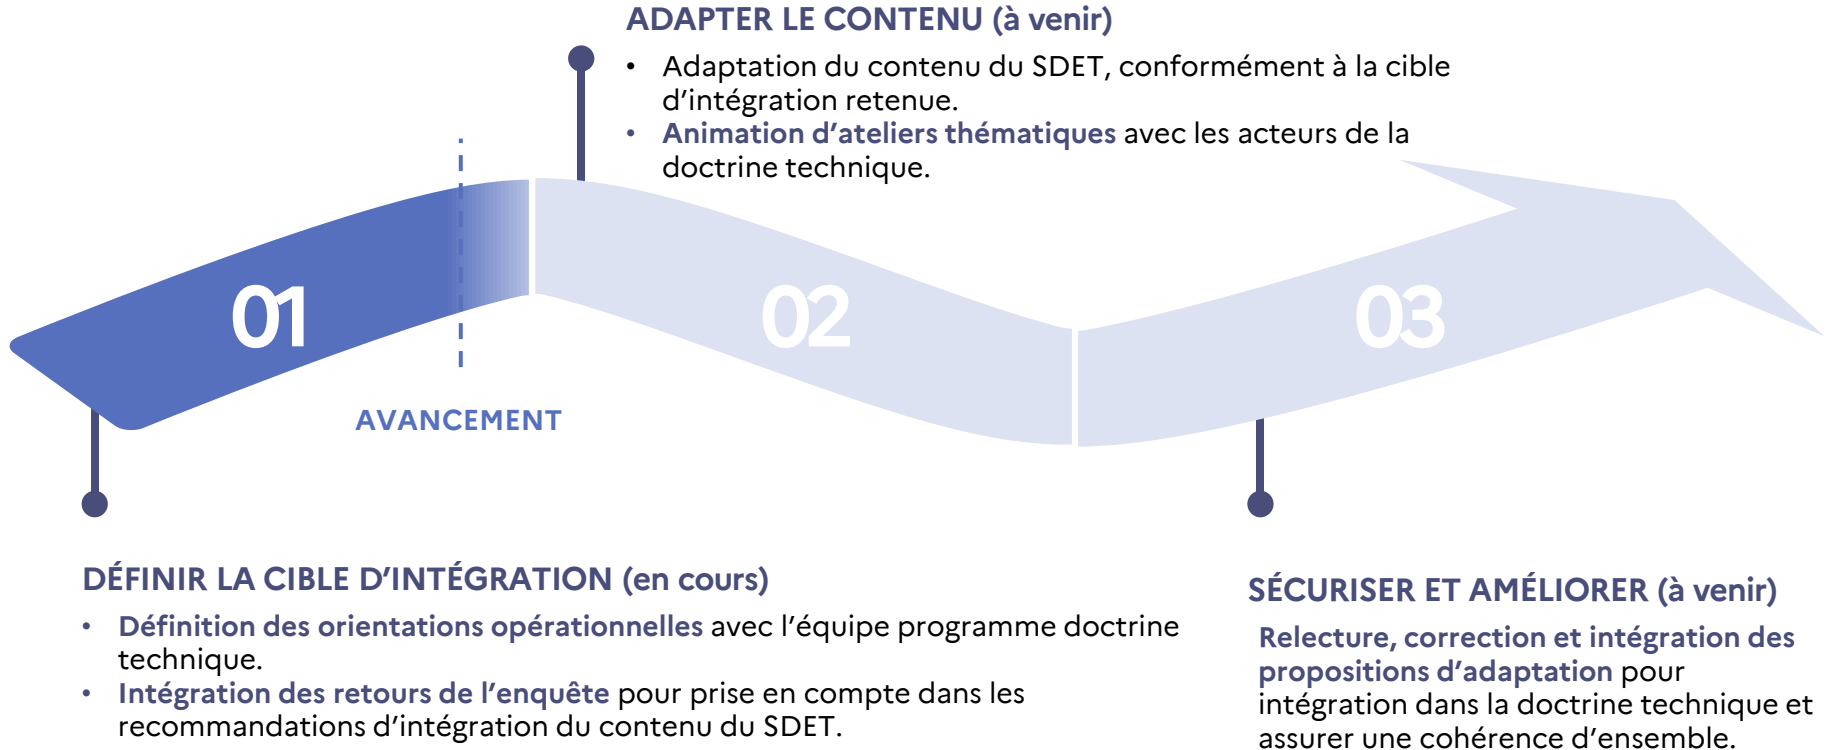 ADAPTER LE CONTENU (à venir)
• Adaptation du contenu du SDET, conformément à la cible
d’intégration retenue.
• Animation d’ateliers thématiques avec les acteurs de la
doctrine technique.
01
02
03
AVANCEMENT
DÉFINIR LA CIBLE D’INTÉGRATION (en cours)
• Définition des orientations opérationnelles avec l’équipe programme doctrine
technique.
• Intégration des retours de l’enquête pour prise en compte dans les
recommandations d’intégration du contenu du SDET.
SÉCURISER ET AMÉLIORER (à venir)
Relecture, correction et intégration des
propositions d’adaptation pour
intégration dans la doctrine technique et
assurer une cohérence d’ensemble.